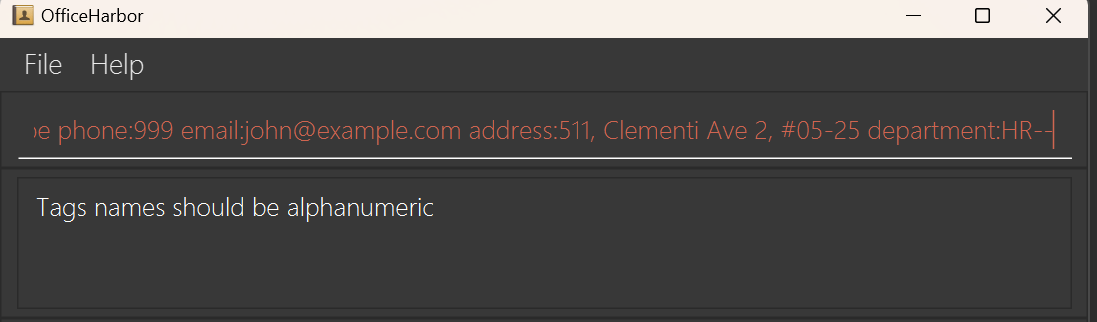 OfficeHarbor
File Help
phone:999 email:john@example.com address:511, Clementi Ave 2, #05-25 department:HR--
Tags names should be alphanumeric